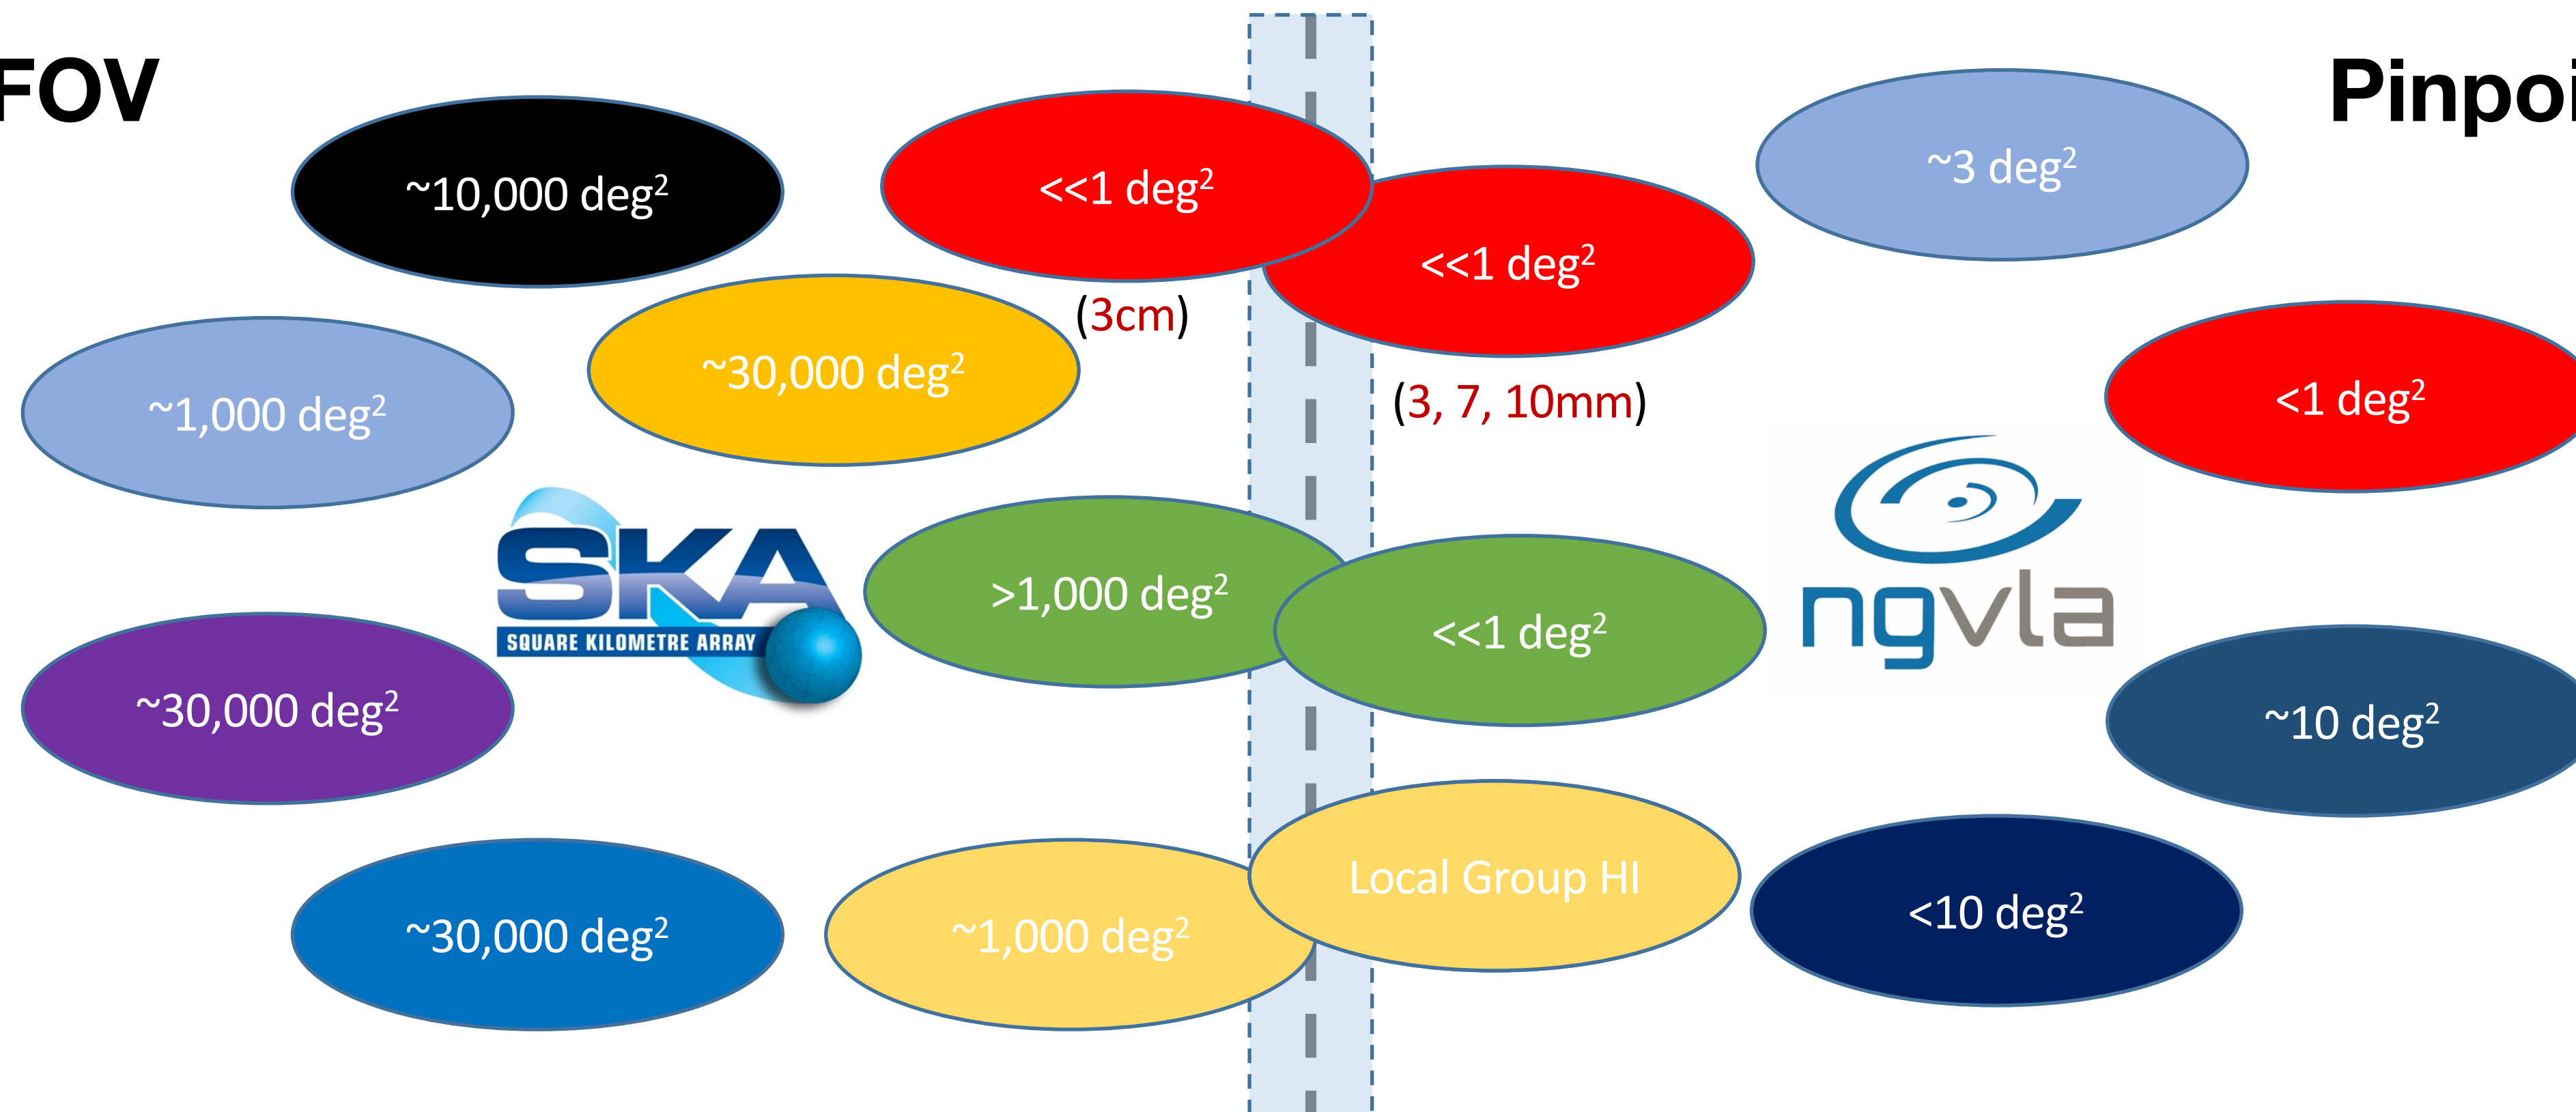 FOV
Pinpoi
~10,000 deg²
<<1 deg²
~3 deg²
<<1 deg²
(3cm)
~30,000 deg²
~1,000 deg²
(3, 7, 10mm)
<1 deg²
SKA
SQUARE KILOMETRE ARRAY
>1,000 deg²
<<1 deg²
ngvla
~30,000 deg²
~10 deg²
Local Group HI
~30,000 deg²
~1,000 deg²
<10 deg²